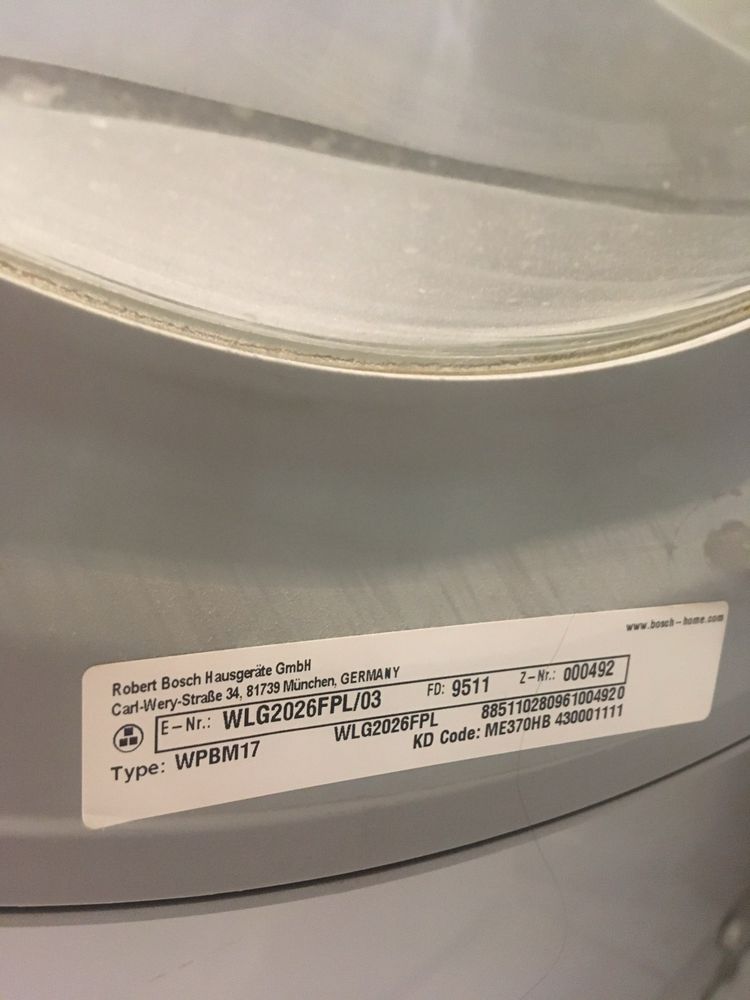 www.bosch-home.com
Robert Bosch Hausgeräte GmbH
Carl-Wery-Straße 34, 81739 München, GERMANY
E-Nr.: WLG2026FPL/03 FD: 9511 Z-Nr.: 000492
WLG2026FPL 885110280961004920
Type: WPBM17 KD Code: ME370HB 430001111